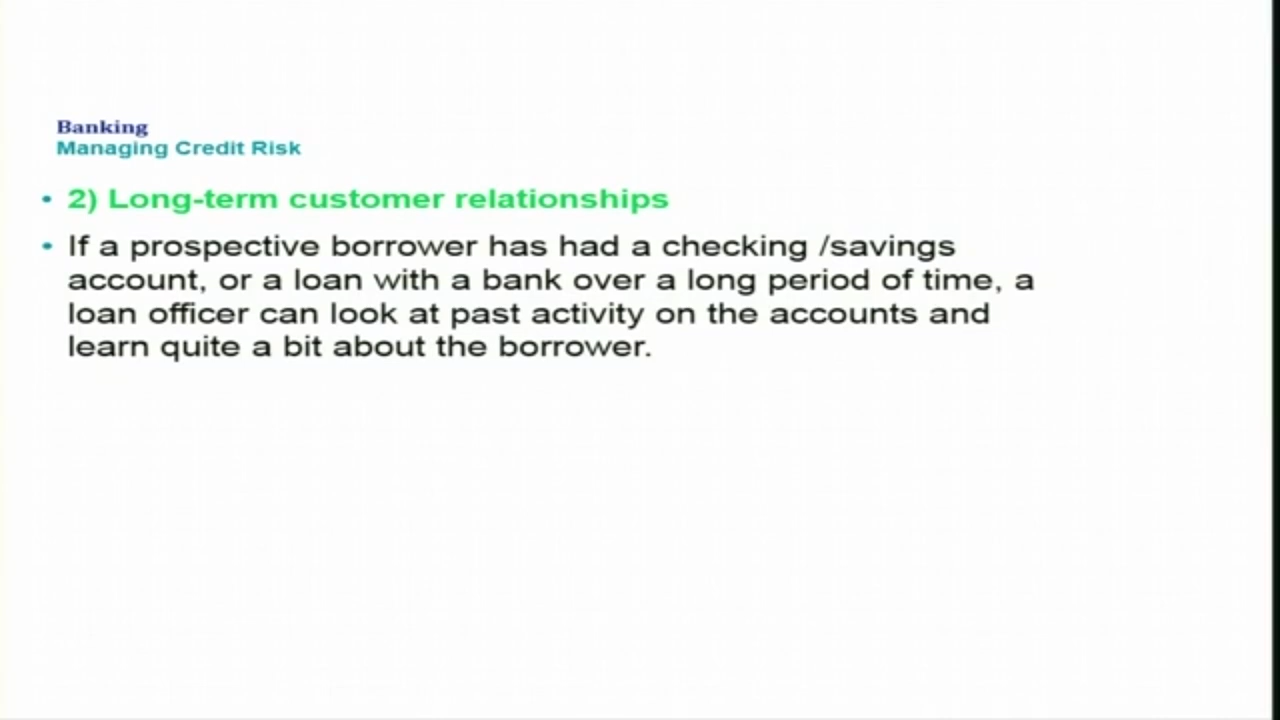 Banking
Managing Credit Risk
• 2) Long-term customer relationships
• If a prospective borrower has had a checking /savings
account, or a loan with a bank over a long period of time, a
loan officer can look at past activity on the accounts and
learn quite a bit about the borrower.